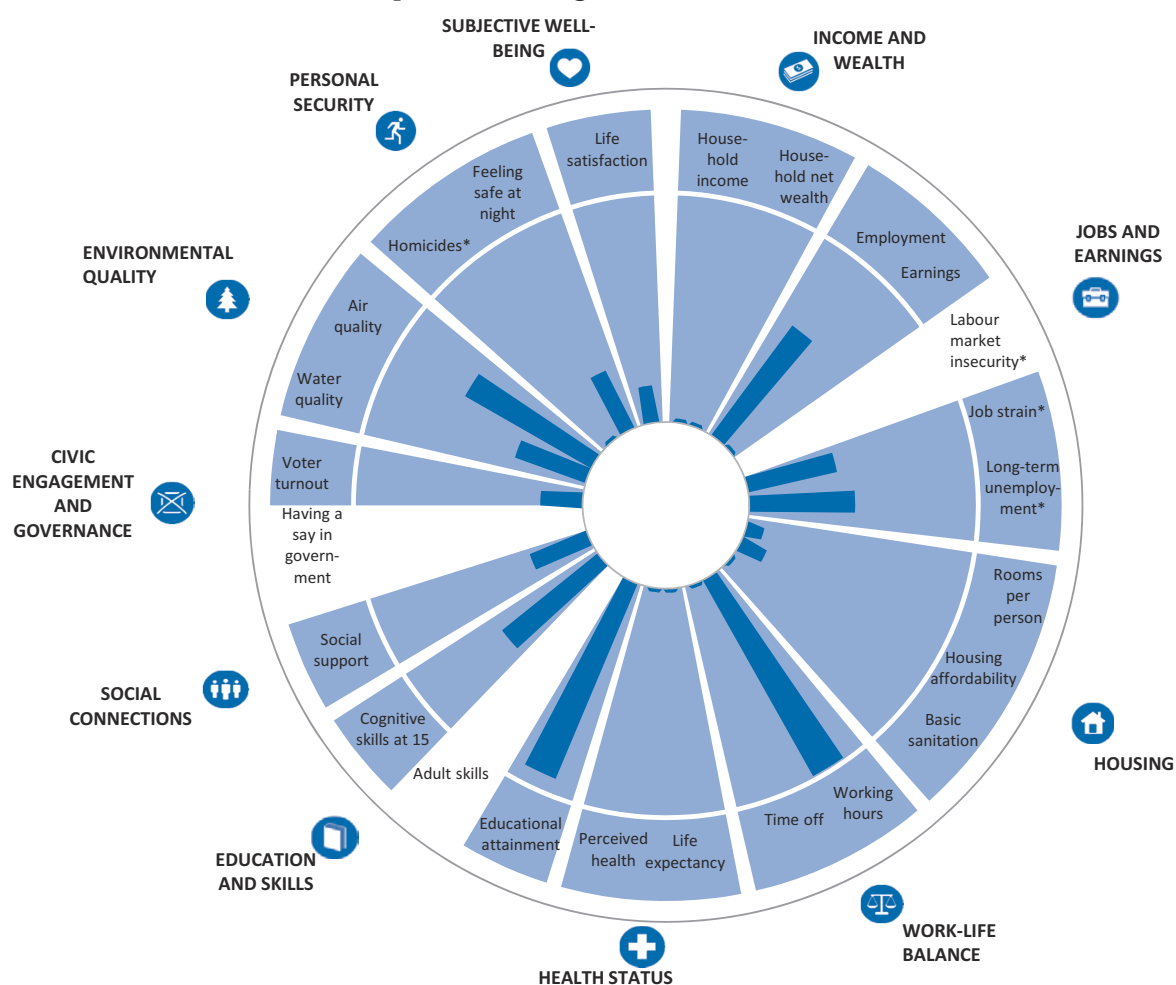 SUBJECTIVE WELL-
BEING
INCOME AND
WEALTH
PERSONAL
SECURITY
Life
satisfaction
House-
hold
income
House-
hold net
wealth
Feeling
safe at
night
Homicides*
Employment
Earnings
JOBS AND
EARNINGS
ENVIRONMENTAL
QUALITY
Air
quality
Labour
market
insecurity*
Water
quality
Job strain*
CIVIC
ENGAGEMENT
AND
GOVERNANCE
Voter
turnout
Long-term
unemploy-
ment*
Having a
say in
govern-
ment
Rooms
per
person
Social
support
Housing
affordability
SOCIAL
CONNECTIONS
Cognitive
skills at 15
Basic
sanitation
HOUSING
Adult skills
Educational
attainment
Perceived
health
Life
expectancy
Time off
Working
hours
EDUCATION
AND SKILLS
WORK-LIFE
BALANCE
HEALTH STATUS